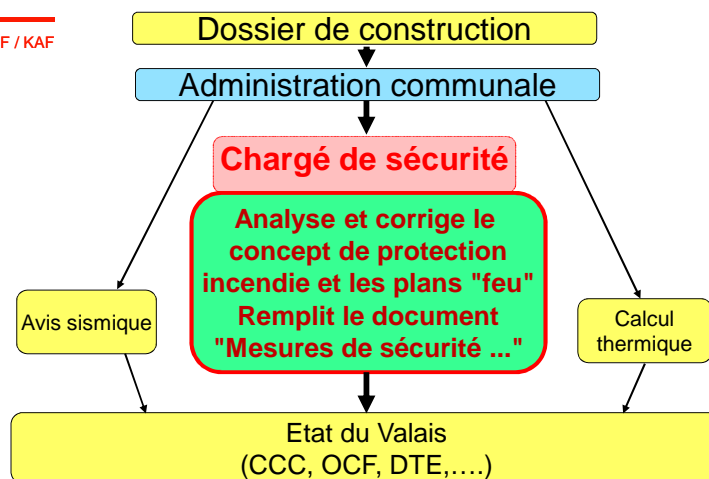 Dossier de construction
F / KAF
Administration communale
Chargé de sécurité
Analyse et corrige le
concept de protection
incendie et les plans "feu"
Remplit le document
"Mesures de sécurité ..."
Avis sismique
Calcul
thermique
Etat du Valais
(CCC, OCF, DTE,....)